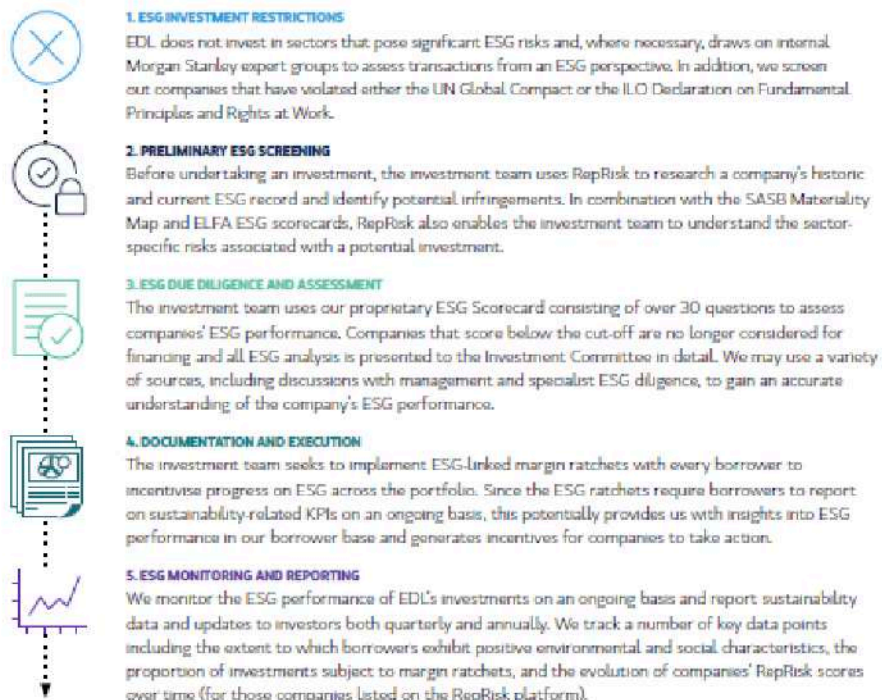 1. ESG INVESTMENT RESTRICTIONS
EDL does not invest in sectors that pose significant ESG risks and, where necessary, draws on internal
Morgan Stanley expert groups to assess transactions from an ESG perspective. In addition, we screen
out companies that have violated either the UN Global Compact or the ILO Declaration on Fundamental
Principles and Rights at Work.
2. PRELIMINARY ESG SCREENING
Before undertaking an investment, the investment team uses RepRisk to research a company's historic
and current ESG record and identify potential infringements. In combination with the SASB Materiality
Map and ELFA ESG scorecards, RepRisk also enables the investment team to understand the sector-
specific risks associated with a potential investment.
3. ESG DUE DILIGENCE AND ASSESSMENT
The investment team uses our proprietary ESG Scorecard consisting of over 30 questions to assess
companies' ESG performance. Companies that score below the cut-off are no longer considered for
financing and all ESG analysis is presented to the Investment Committee in detail. We may use a variety
of sources, including discussions with management and specialist ESG diligence, to gain an accurate
understanding of the company's ESG performance.
4. DOCUMENTATION AND EXECUTION
The investment team seeks to implement ESG-linked margin ratchets with every borrower to
incentivise progress on ESG across the portfolio. Since the ESG ratchets require borrowers to report
on sustainability-related KPIs on an ongoing basis, this potentially provides us with insights into ESG
performance in our borrower base and generates incentives for companies to take action.
5. ESG MONITORING AND REPORTING
We monitor the ESG performance of EDL's investments on an ongoing basis and report sustainability
data and updates to investors both quarterly and annually. We track a number of key data points
including the extent to which borrowers exhibit positive environmental and social characteristics, the
proportion of investments subject to margin ratchets, and the evolution of companies' RepRisk scores
over time (for those companies listed on the RepRisk platform).